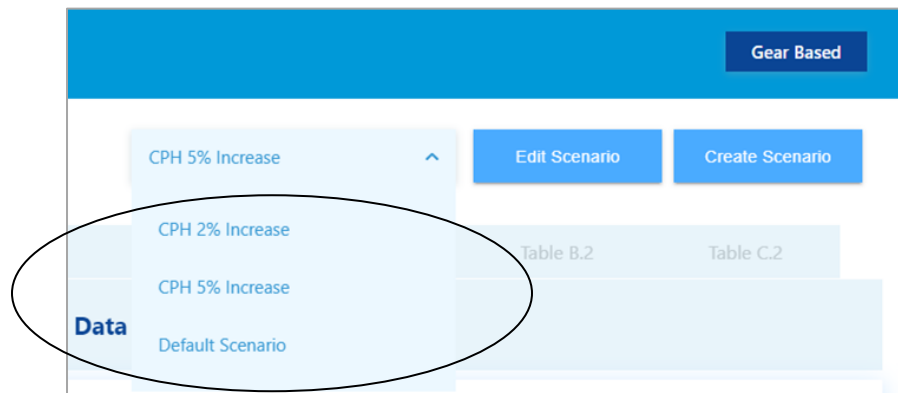 Gear Based
CPH 5% Increase
Edit Scenario
Create Scenario
CPH 2% Increase
Table B.2
Table C.2
CPH 5% Increase
Data
Default Scenario